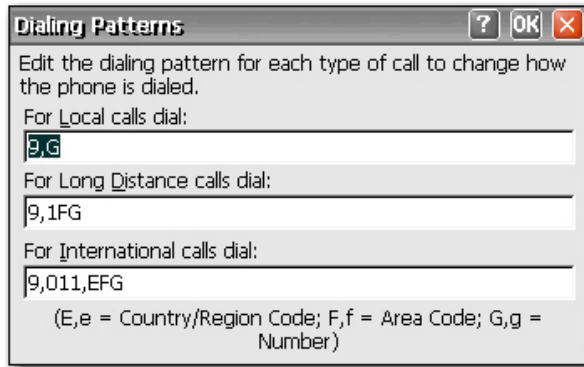 Dialing Patterns ? OK X
Edit the dialing pattern for each type of call to change how
the phone is dialed.
For Local calls dial:
9,G
For Long Distance calls dial:
9,1FG
For International calls dial:
9,011,EFG
(E,e = Country/Region Code; F,f = Area Code; G,g =
Number)